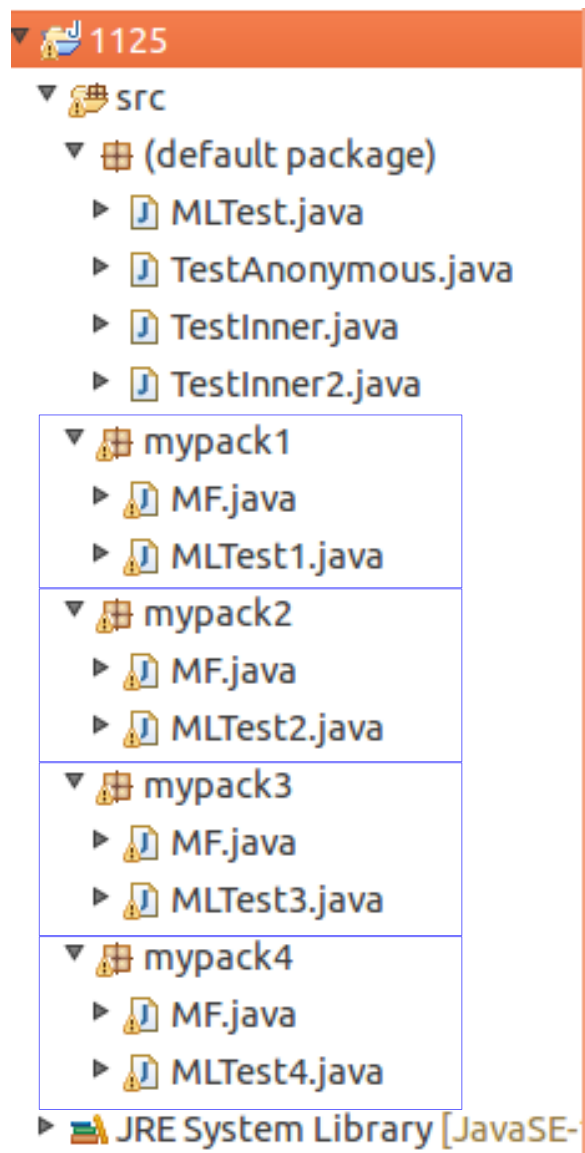 1125
src
(default package)
MLTest.java
TestAnonymous.java
TestInner.java
TestInner2.java
mypack1
MF.java
MLTest1.java
mypack2
MF.java
MLTest2.java
mypack3
MF.java
MLTest3.java
mypack4
MF.java
MLTest4.java
JRE System Library [JavaSE-